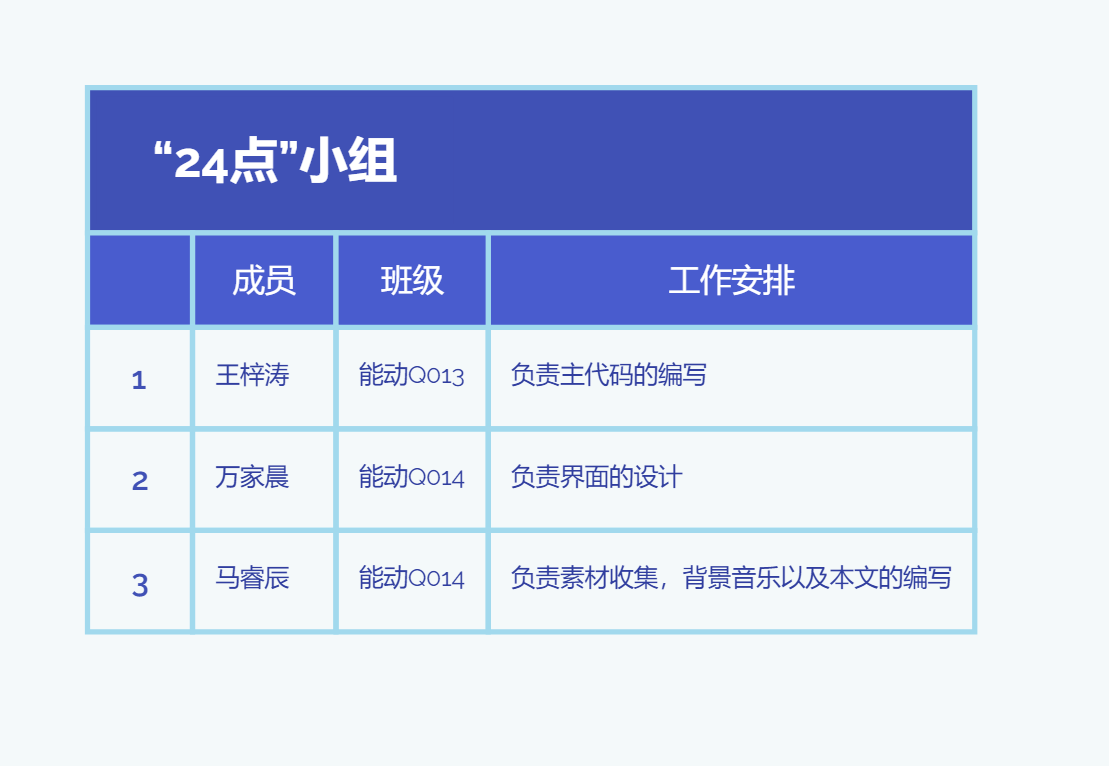 “24点”小组
成员 班级 工作安排
1 王梓涛 能动Q013 负责主代码的编写
2 万家晨 能动Q014 负责界面的设计
3 马睿辰 能动Q014 负责素材收集，背景音乐以及本文的编写